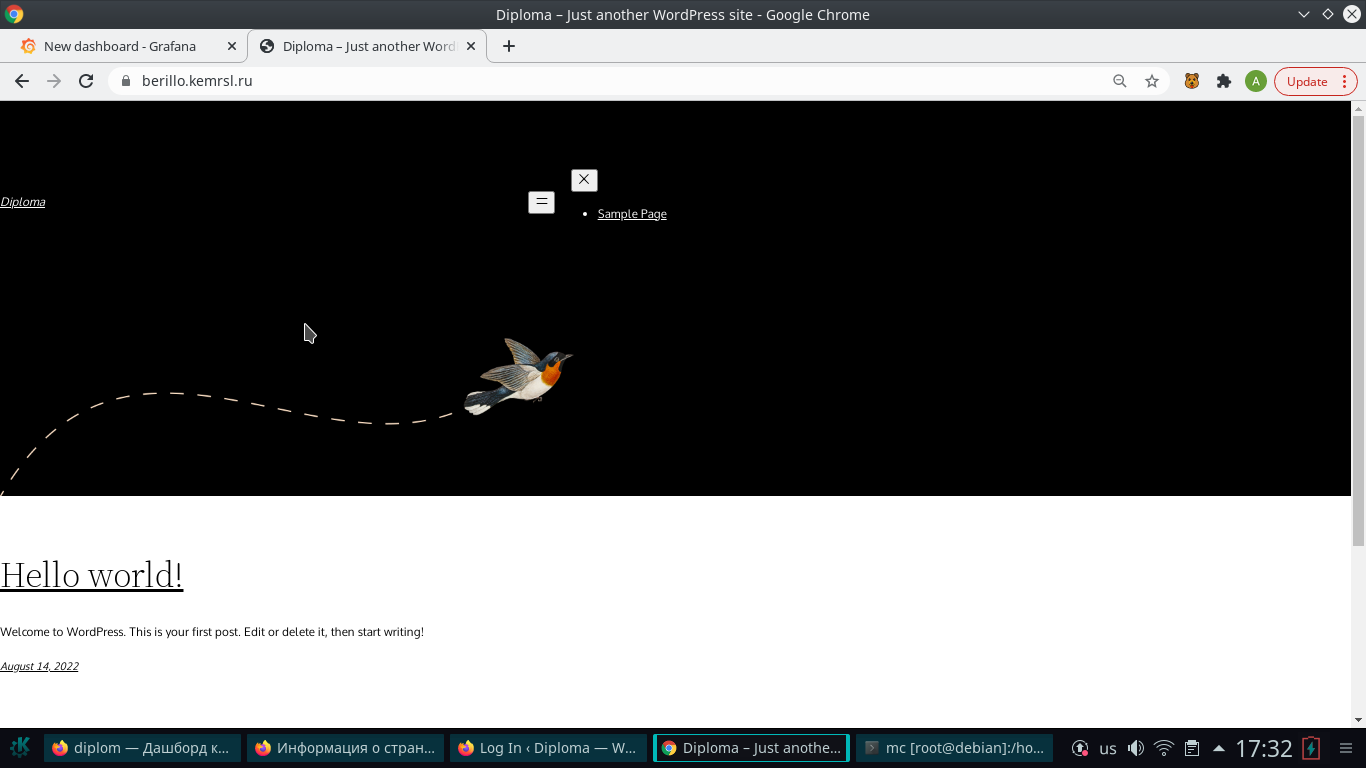 Diploma – Just another WordPress site - Google Chrome
New dashboard - Grafana
Diploma – Just another Word
berillo.kemrsl.ru
A
Update
Diploma
Sample Page
Hello world!
Welcome to WordPress. This is your first post. Edit or delete it, then start writing!
August 14, 2022
diplom — Дашборд к...
Информация о стран...
Log In ‹ Diploma — W...
Diploma – Just anothe...
mc [root@debian]:/ho...
us
17:32